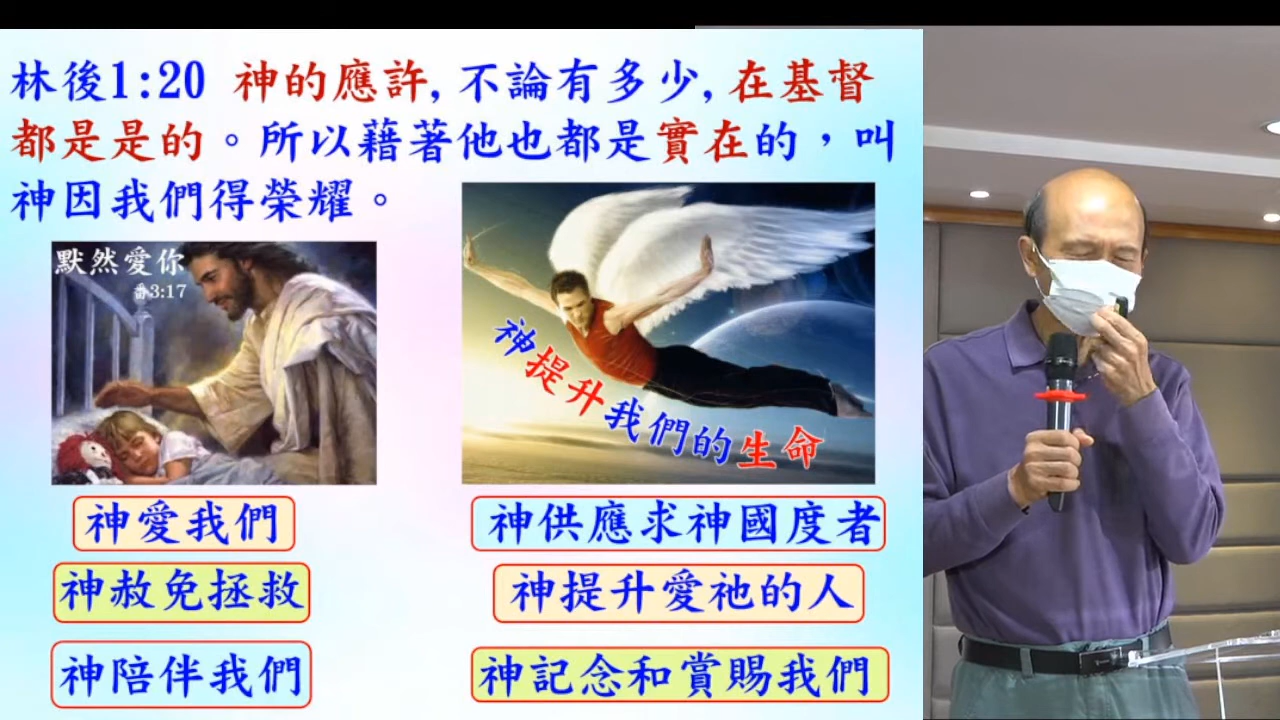 林後1:20 神的應許,不論有多少,在基督
都是是的。所以藉著他也都是實在的，叫
神因我們得榮耀。
默然愛你
番3:17
神提升我們的生命
神愛我們
神供應求神國度者
神赦免拯救
神提升愛祂的人
神陪伴我們
神記念和賞賜我們